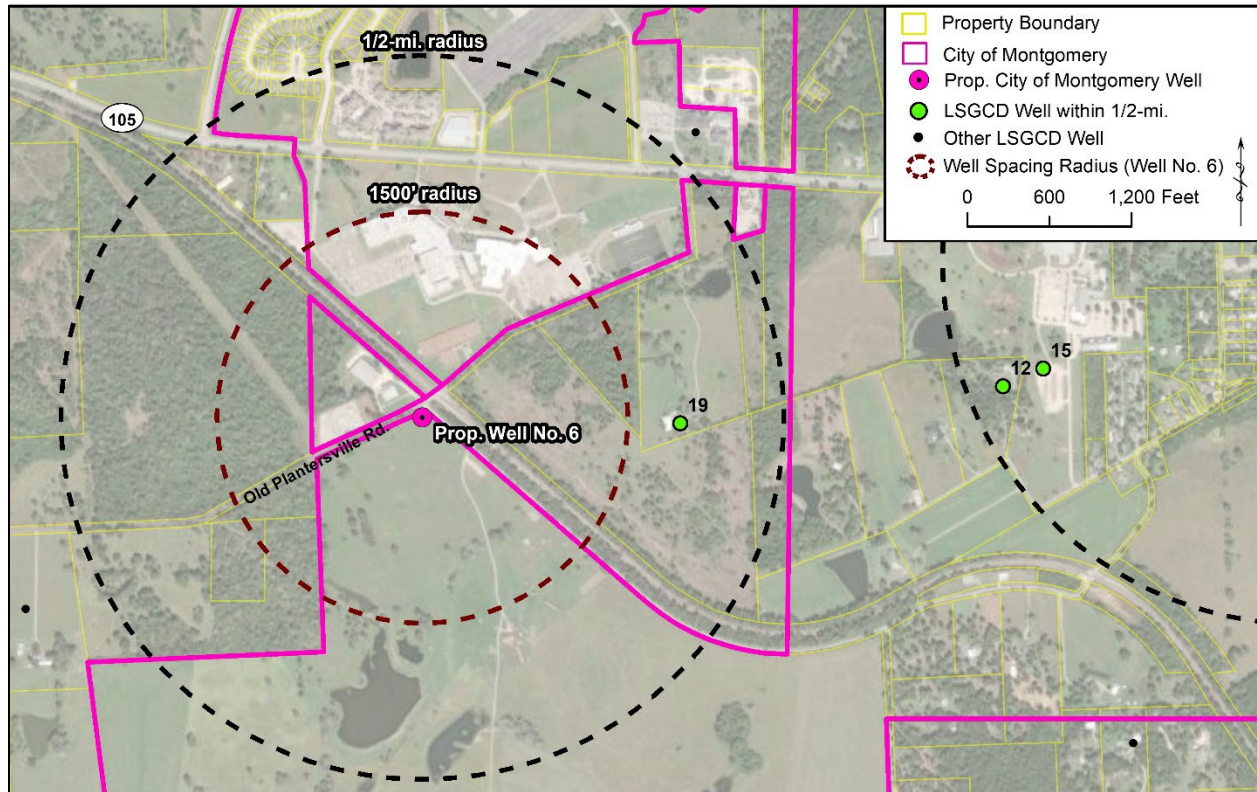 1/2-mi. radius
105
1500' radius
Prop. Well No. 6
Old Plantersville Rd.
19
12
15
Property Boundary
City of Montgomery
Prop. City of Montgomery Well
LSGCD Well within 1/2-mi.
Other LSGCD Well
Well Spacing Radius (Well No. 6)
0 600 1,200 Feet